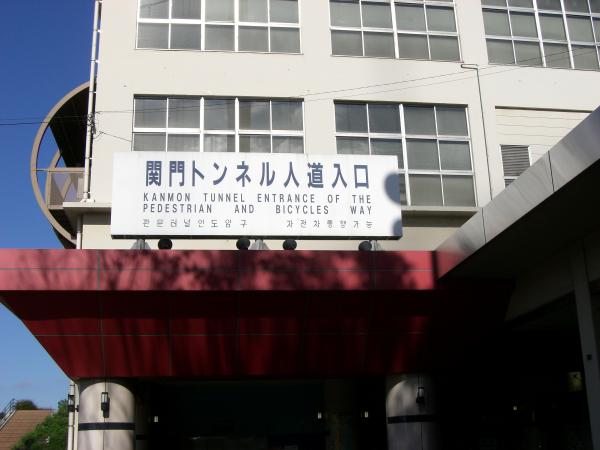 関門トンネル人道入口
KANMON TUNNEL ENTRANCE OF THE
PEDESTRIAN AND BICYCLES WAY
관문터널인도입구 자전차통행가능